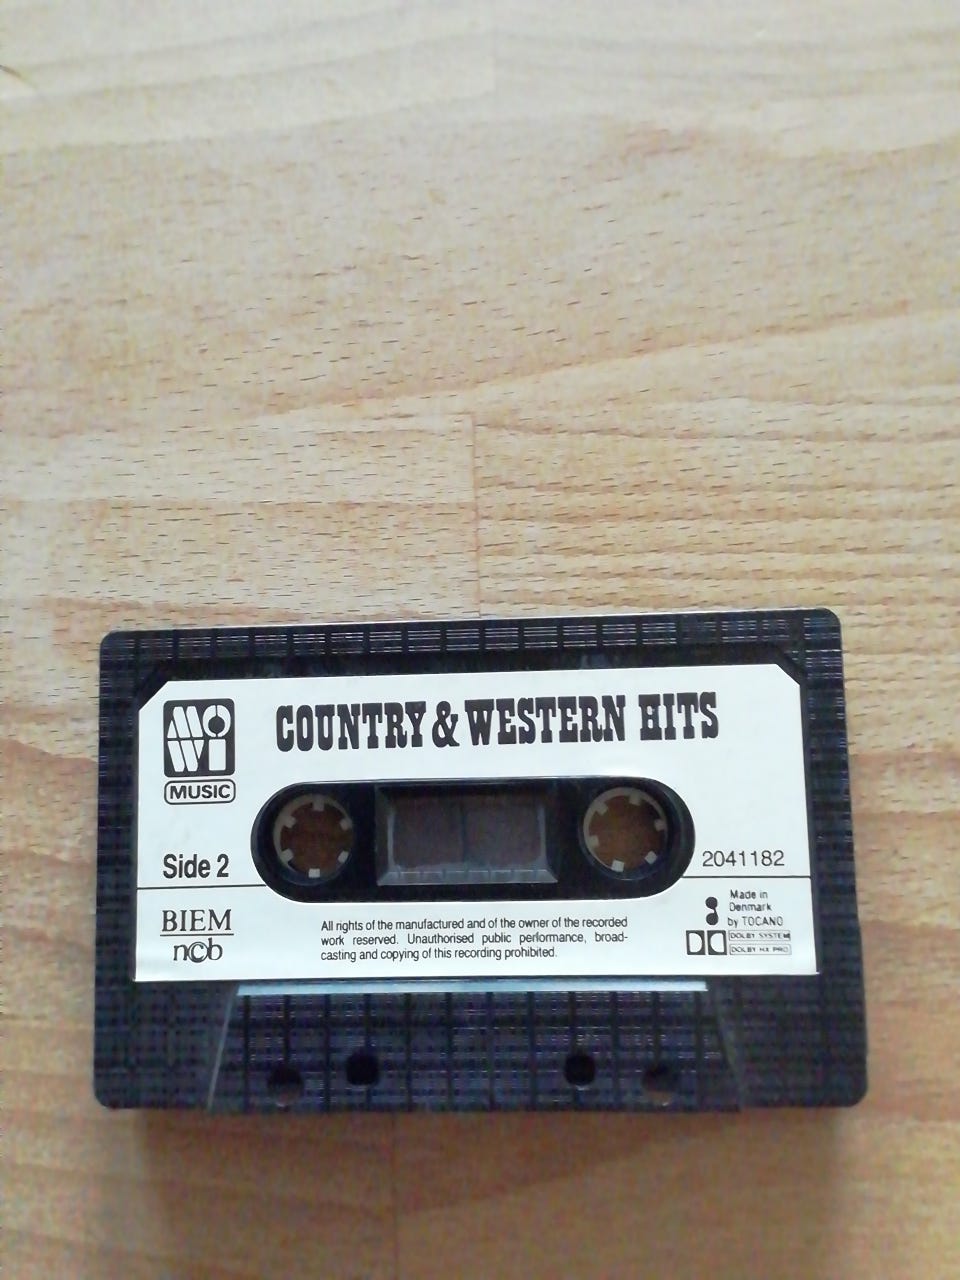 MOWI
MUSIC
COUNTRY & WESTERN HITS
Side 2
2041182
BIEM
ncb
All rights of the manufactured and of the owner of the recorded
work reserved. Unauthorised public performance, broad-
casting and copying of this recording prohibited.
Made in
Denmark
by TOCANO
DOLBY SYSTEM
DOLBY HX PRO